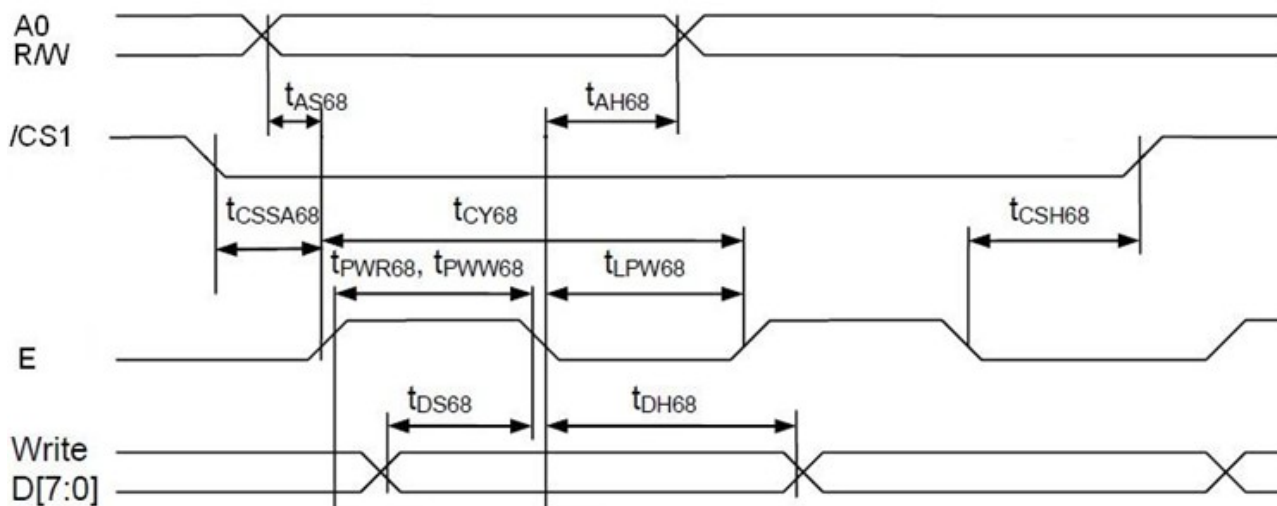 A0
R/W
tAS68
tAH68
/CS1
tCSSA68
tCY68
tCSH68
tPWR68, tPWW68
tLPW68
E
tDS68
tDH68
Write
D[7:0]